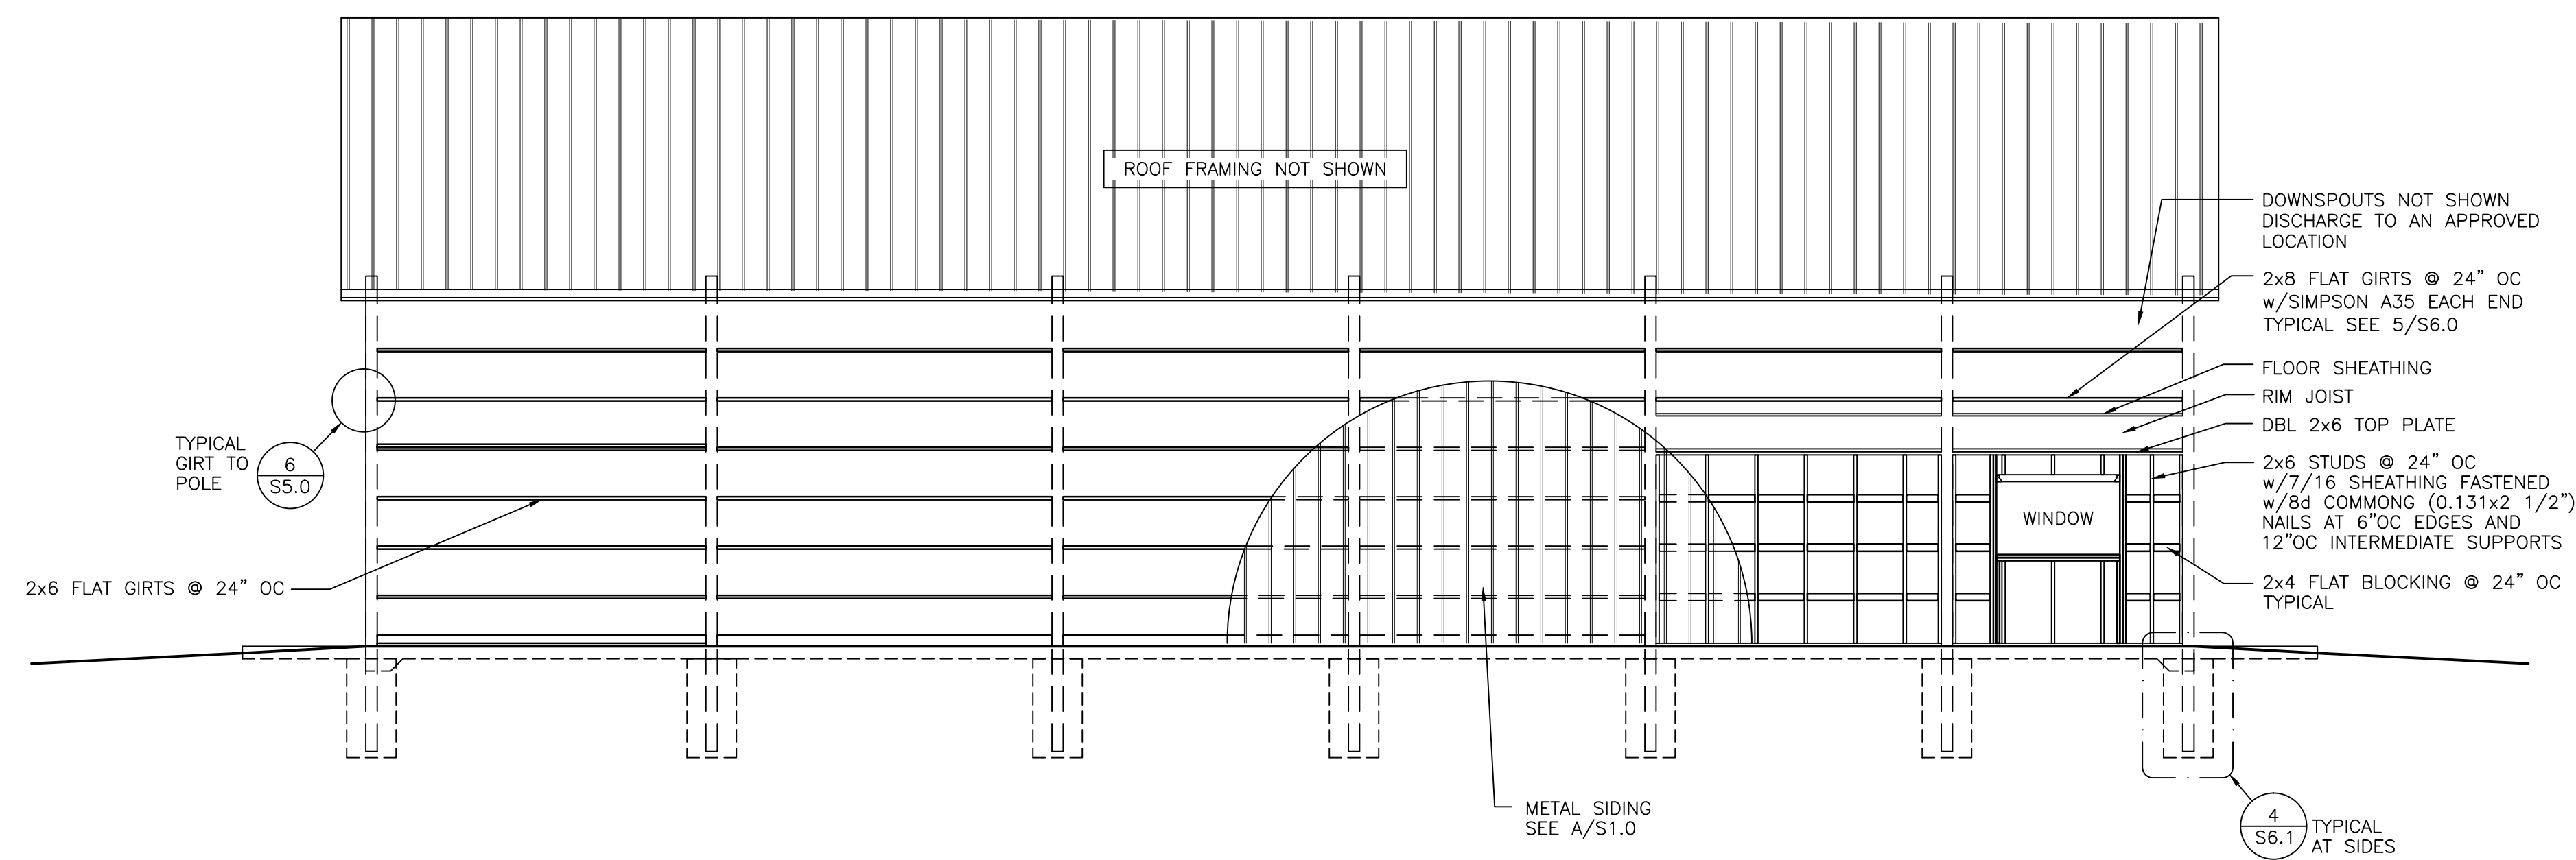 ROOF FRAMING NOT SHOWN
DOWNSPOUTS NOT SHOWN
DISCHARGE TO AN APPROVED
LOCATION
2x8 FLAT GIRTS @ 24" OC
w/SIMPSON A35 EACH END
TYPICAL SEE 5/S6.0
FLOOR SHEATHING
RIM JOIST
DBL 2x6 TOP PLATE
2x6 STUDS @ 24" OC
w/7/16 SHEATHING FASTENED
w/8d COMMONG (0.131x2 1/2")
NAILS AT 6"OC EDGES AND
12"OC INTERMEDIATE SUPPORTS
2x4 FLAT BLOCKING @ 24" OC
TYPICAL
WINDOW
TYPICAL
GIRT TO
POLE
6
S5.0
2x6 FLAT GIRTS @ 24" OC
METAL SIDING
SEE A/S1.0
4
S6.1
TYPICAL
AT SIDES